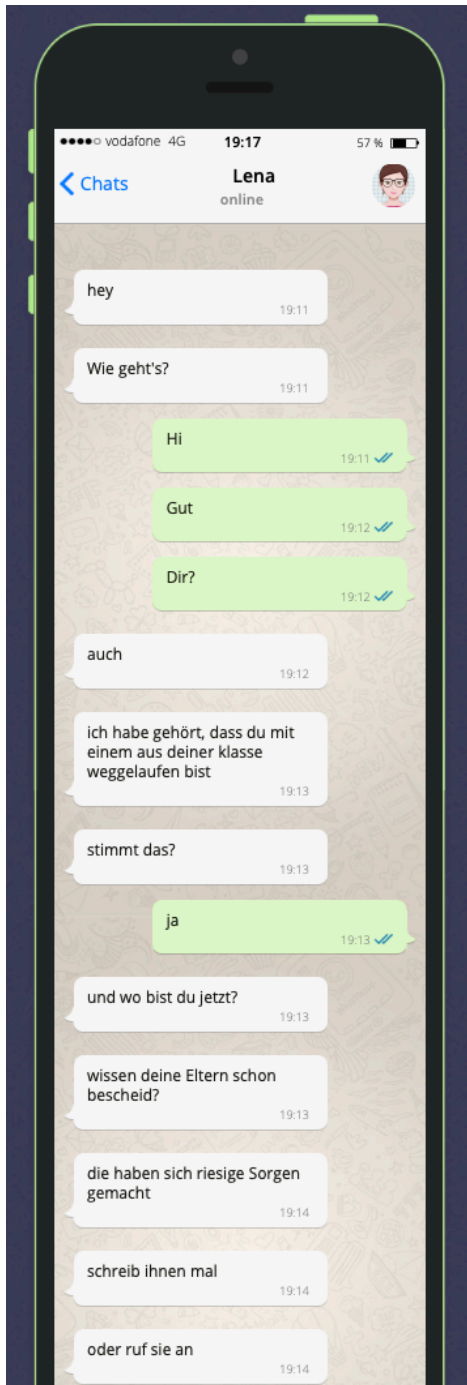 vodafone 4G 19:17 57 %
Chats
Lena
online
hey
19:11
Wie geht's?
19:11
Hi
19:11
Gut
19:12
Dir?
19:12
auch
19:12
ich habe gehört, dass du mit
einem aus deiner klasse
weggelaufen bist
19:13
stimmt das?
19:13
ja
19:13
und wo bist du jetzt?
19:13
wissen deine Eltern schon
bescheid?
19:13
die haben sich riesige Sorgen
gemacht
19:14
schreib ihnen mal
19:14
oder ruf sie an
19:14